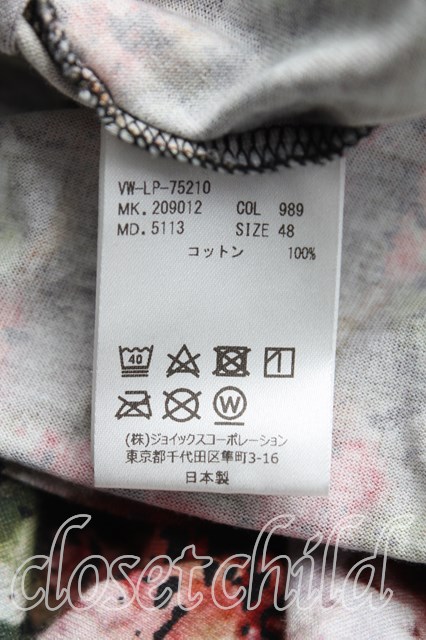 VW-LP-75210
MK. 209012 COL 989
MD. 5113 SIZE 48
コットン 100%
40
W
(株)ジョイックスコーポレーション
東京都千代田区隼町3-16
日本製
closetchild